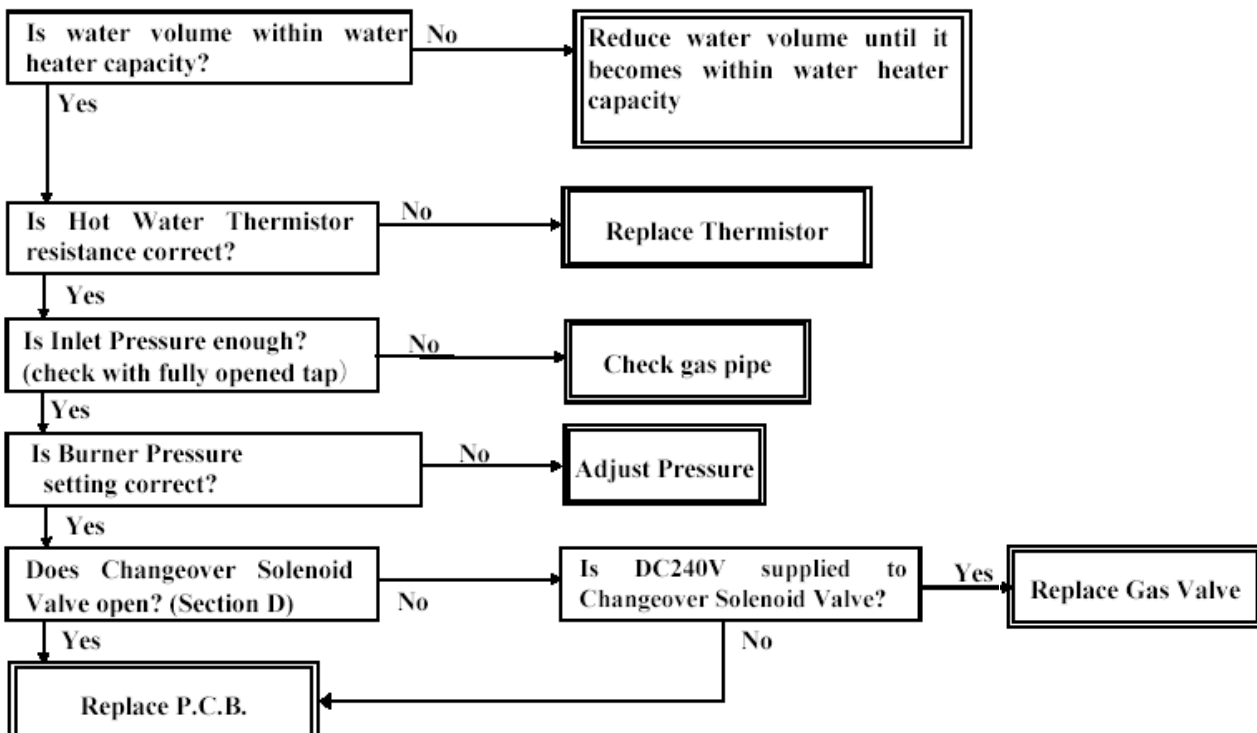 Is water volume within water
heater capacity?
No
Reduce water volume until it
becomes within water heater
capacity
Yes
Is Hot Water Thermistor
resistance correct?
No
Replace Thermistor
Yes
Is Inlet Pressure enough?
(check with fully opened tap)
No
Check gas pipe
Yes
Is Burner Pressure
setting correct?
No
Adjust Pressure
Yes
Does Changeover Solenoid
Valve open? (Section D)
No
Is DC240V supplied to
Changeover Solenoid Valve?
Yes
Replace Gas Valve
Yes
No
Replace P.C.B.